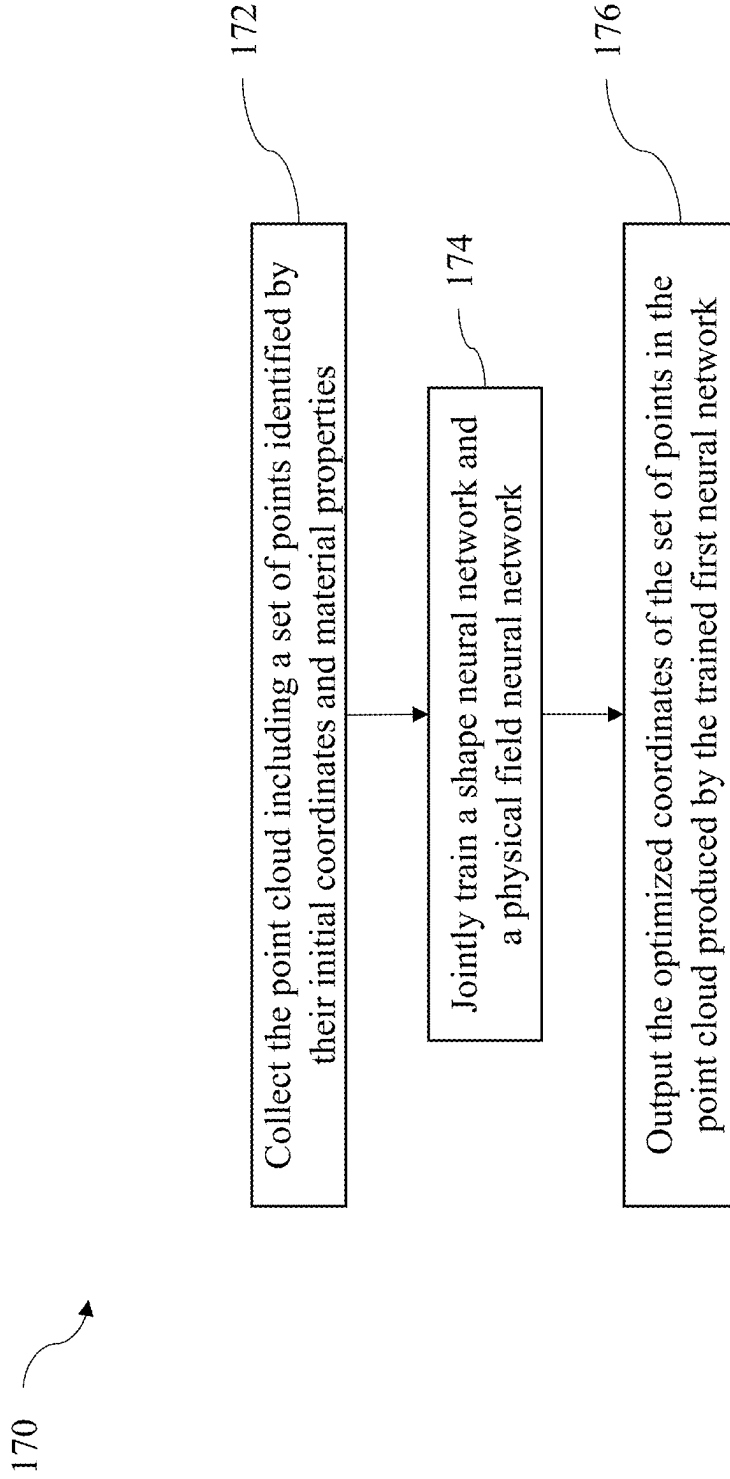 170
172
Collect the point cloud including a set of points identified by
their initial coordinates and material properties
174
Jointly train a shape neural network and
a physical field neural network
176
Output the optimized coordinates of the set of points in the
point cloud produced by the trained first neural network